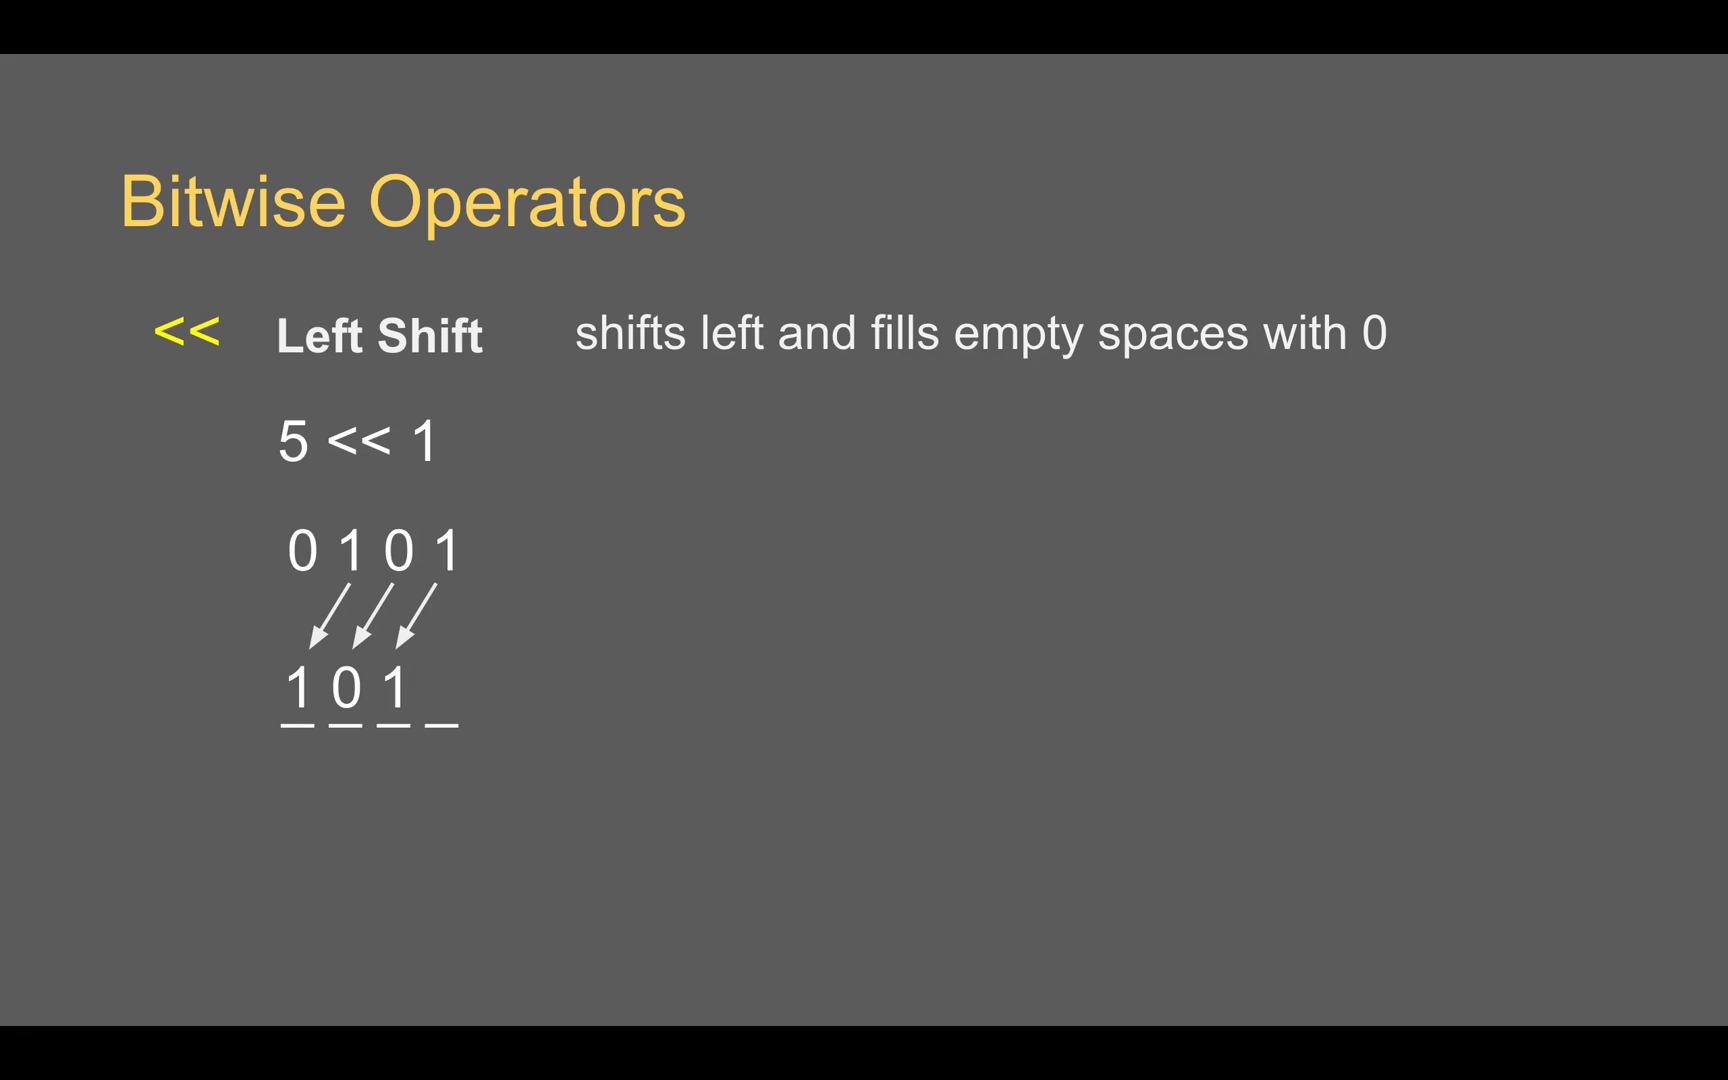 Bitwise Operators
<< Left Shift shifts left and fills empty spaces with 0
5 << 1
0 1 0 1
1 0 1
_ _ _ _